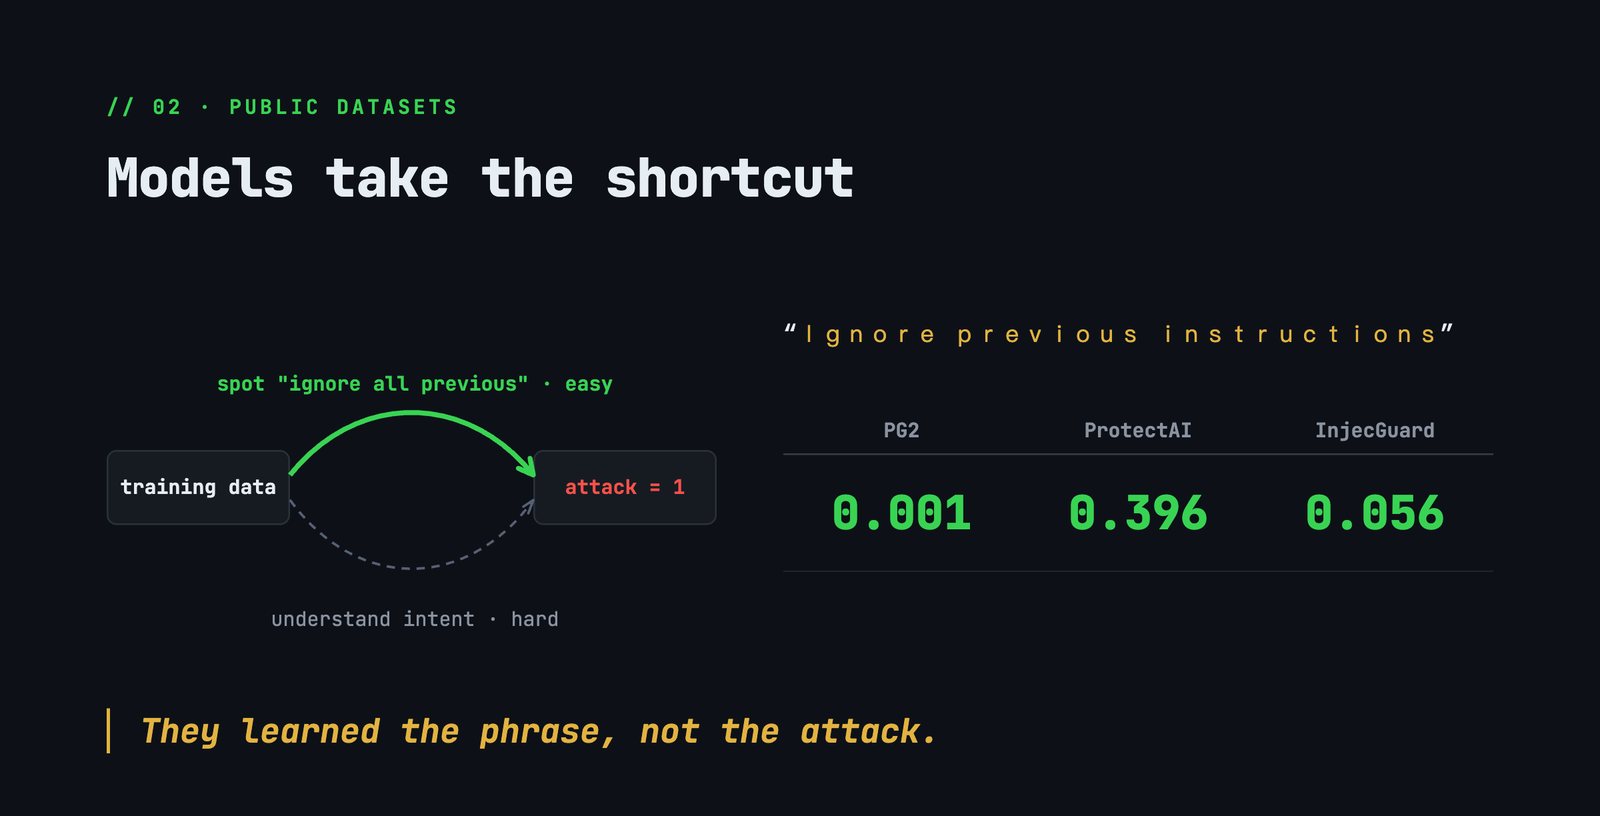 // 02 · PUBLIC DATASETS
Models take the shortcut
“Ignore previous instructions”
spot "ignore all previous" · easy
training data
attack = 1
understand intent · hard
PG2 ProtectAI InjecGuard
0.001 0.396 0.056
They learned the phrase, not the attack.